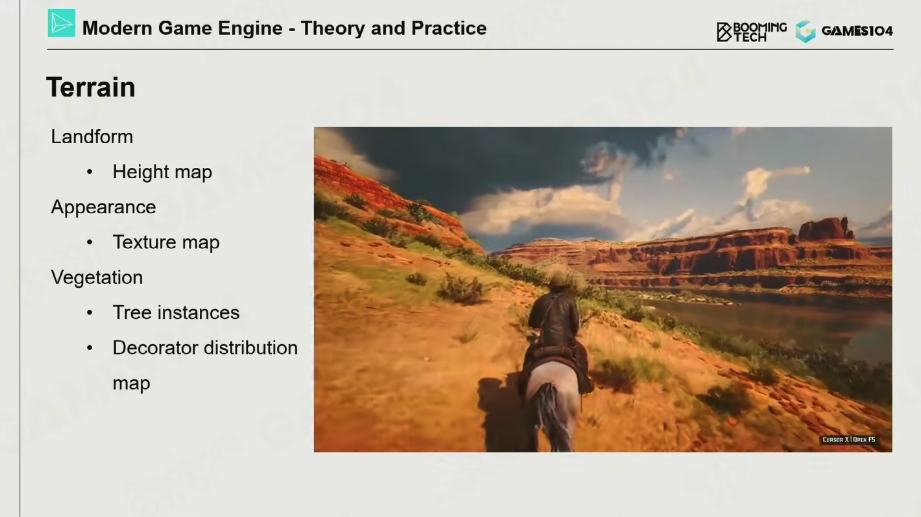 Modern Game Engine - Theory and Practice
BOOMING
TECH
GAMES104
Terrain
Landform
• Height map
Appearance
• Texture map
Vegetation
• Tree instances
• Decorator distribution
map
CURSOR X | OPEN F5